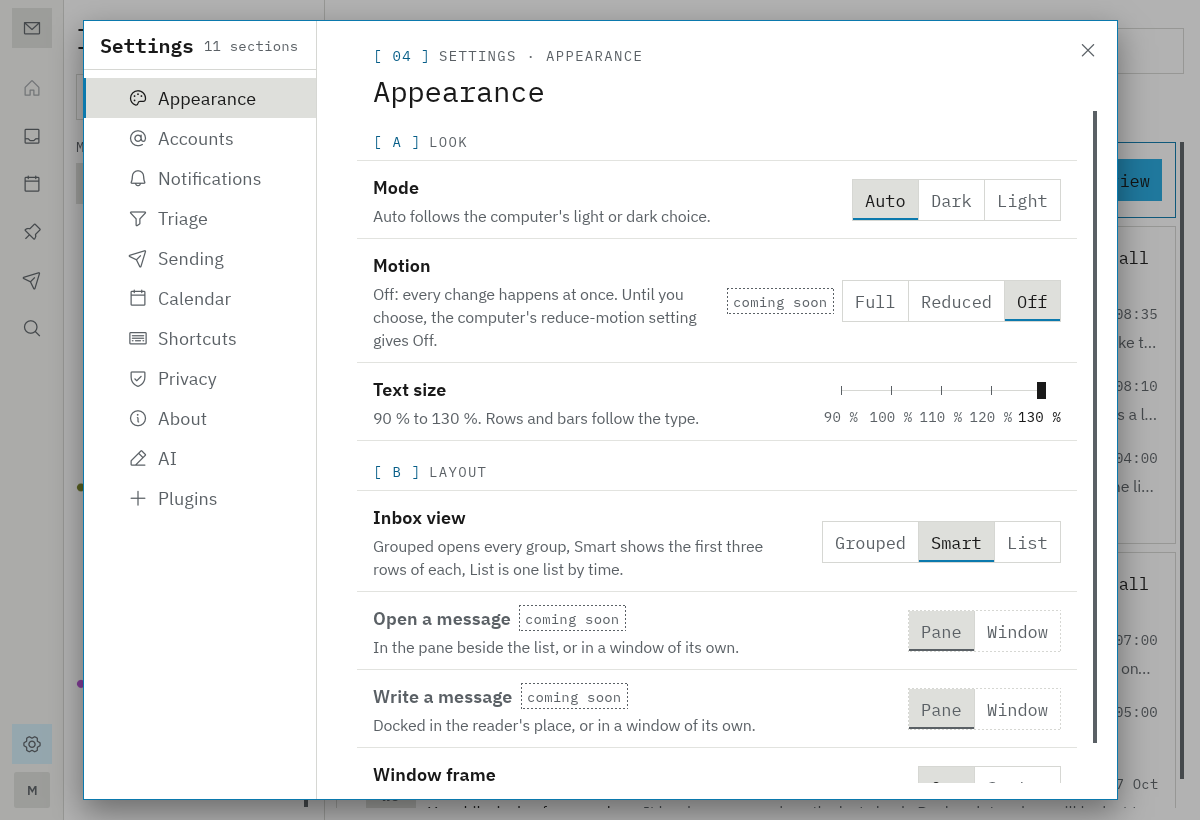 Settings 11 sections
Appearance
Accounts
Notifications
Triage
Sending
Calendar
Shortcuts
Privacy
About
AI
Plugins
M
[ 04 ] SETTINGS · APPEARANCE
Appearance
[ A ] LOOK
Mode
Auto follows the computer's light or dark choice.
Auto Dark Light
Motion
Off: every change happens at once. Until you
choose, the computer's reduce-motion setting
gives Off.
coming soon Full Reduced Off
Text size
90 % to 130 %. Rows and bars follow the type.
90 % 100 % 110 % 120 % 130 %
[ B ] LAYOUT
Inbox view
Grouped opens every group, Smart shows the first three
rows of each, List is one list by time.
Grouped Smart List
Open a message coming soon
In the pane beside the list, or in a window of its own.
Pane Window
Write a message coming soon
Docked in the reader's place, or in a window of its own.
Pane Window
Window frame
iew
all
08:35
ke t…
08:10
s a l…
04:00
ne li…
all
07:00
on…
05:00
7 Oct